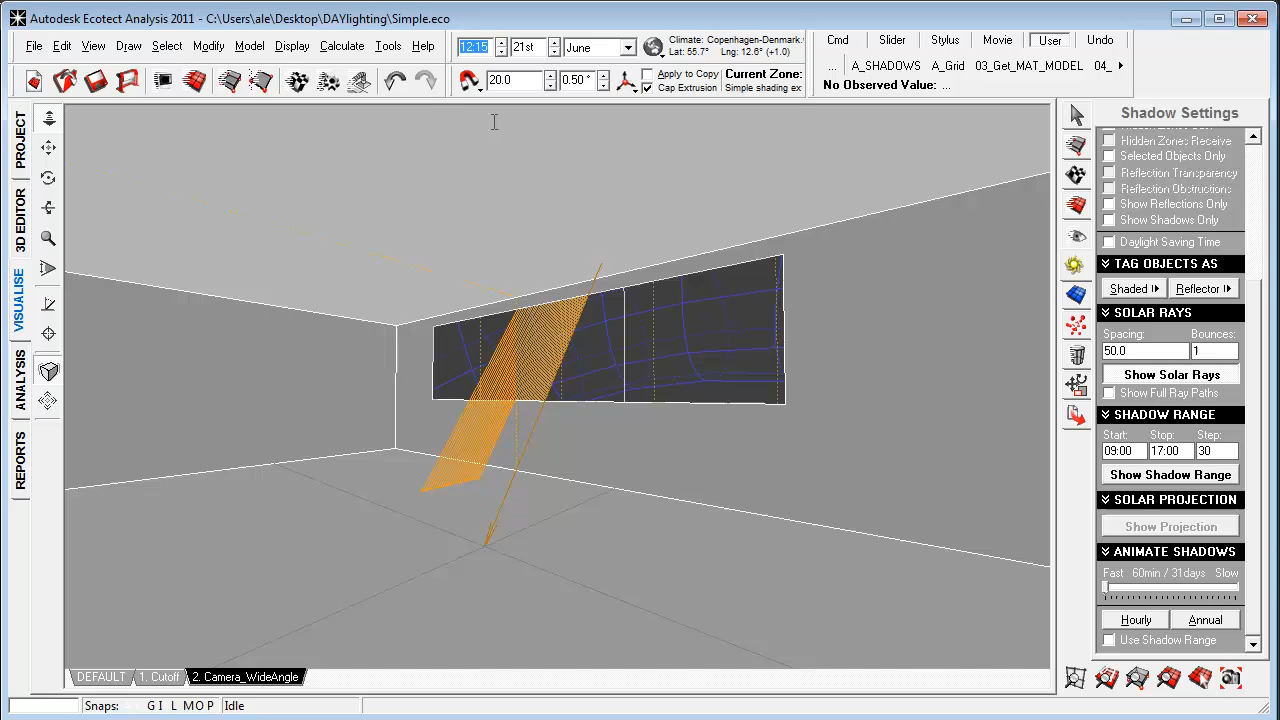 Autodesk Ecotect Analysis 2011 - C:\Users\ale\Desktop\DAYlighting\Simple.eco
File Edit View Draw Select Modify Model Display Calculate Tools Help
12:15 21st June
Climate: Copenhagen-Denmark.
Lat: 55.7° Lng: 12.6° (+1.0)
Cmd Slider Stylus Movie User Undo
... A_SHADOWS A_Grid 03_Get_MAT_MODEL 04_
20.0 0.50 °
Apply to Copy
Cap Extrusion
Current Zone
Simple shading ex
No Observed Value: ...
PROJECT
3D EDITOR
VISUALISE
ANALYSIS
REPORTS
Shadow Settings
Hidden Zones Receive
Selected Objects Only
Reflection Transparency
Reflection Obstructions
Show Reflections Only
Show Shadows Only
Daylight Saving Time
TAG OBJECTS AS
Shaded Reflector
SOLAR RAYS
Spacing: Bounces:
50.0 1
Show Solar Rays
Show Full Ray Paths
SHADOW RANGE
Start: Stop: Step:
09:00 17:00 30
Show Shadow Range
SOLAR PROJECTION
Show Projection
ANIMATE SHADOWS
Fast 60min / 31days Slow
Hourly Annual
Use Shadow Range
DEFAULT 1. Cutoff 2. Camera_WideAngle
Snaps: G I L M O P Idle